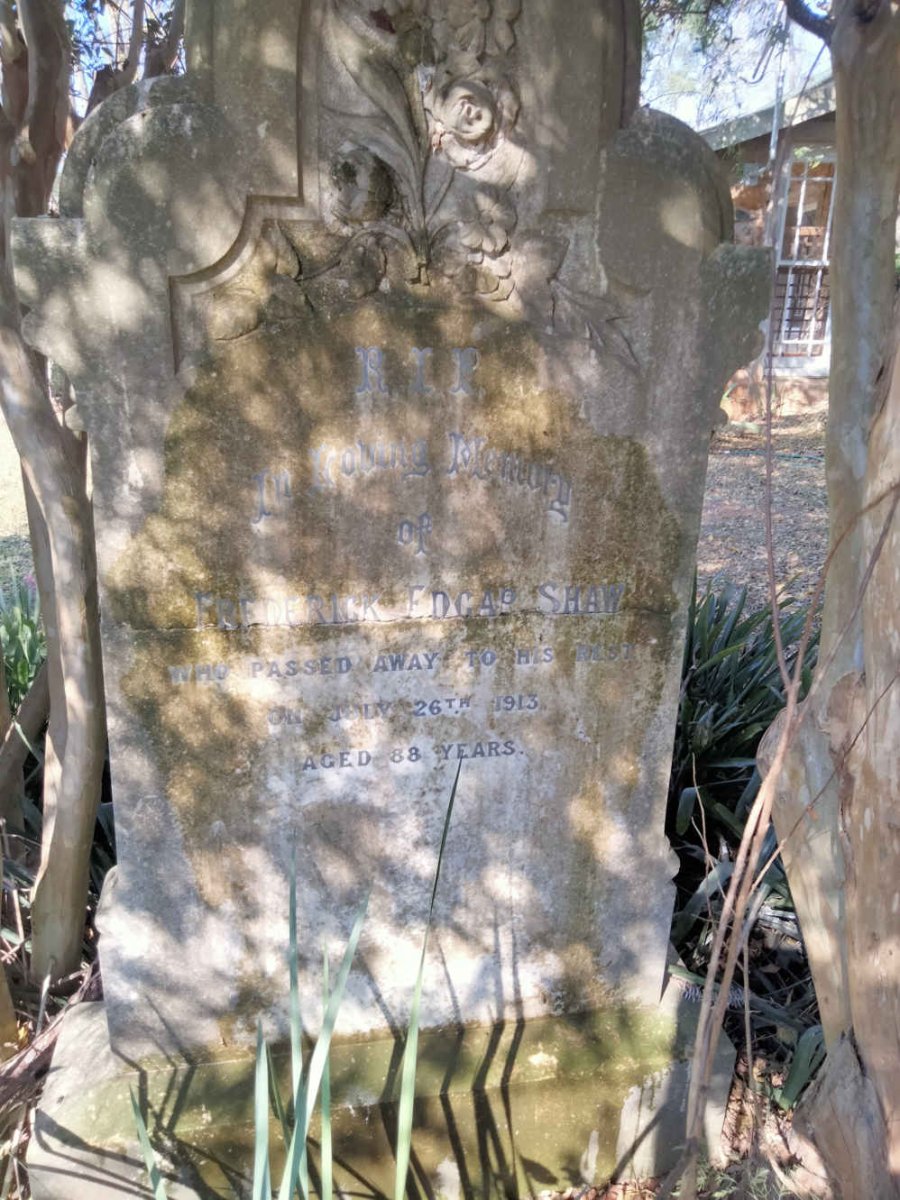 R.I.P.
In Loving Memory
of
FREDERICK EDGAR SHAW
WHO PASSED AWAY TO HIS REST
ON JULY 26TH 1913
AGED 88 YEARS.